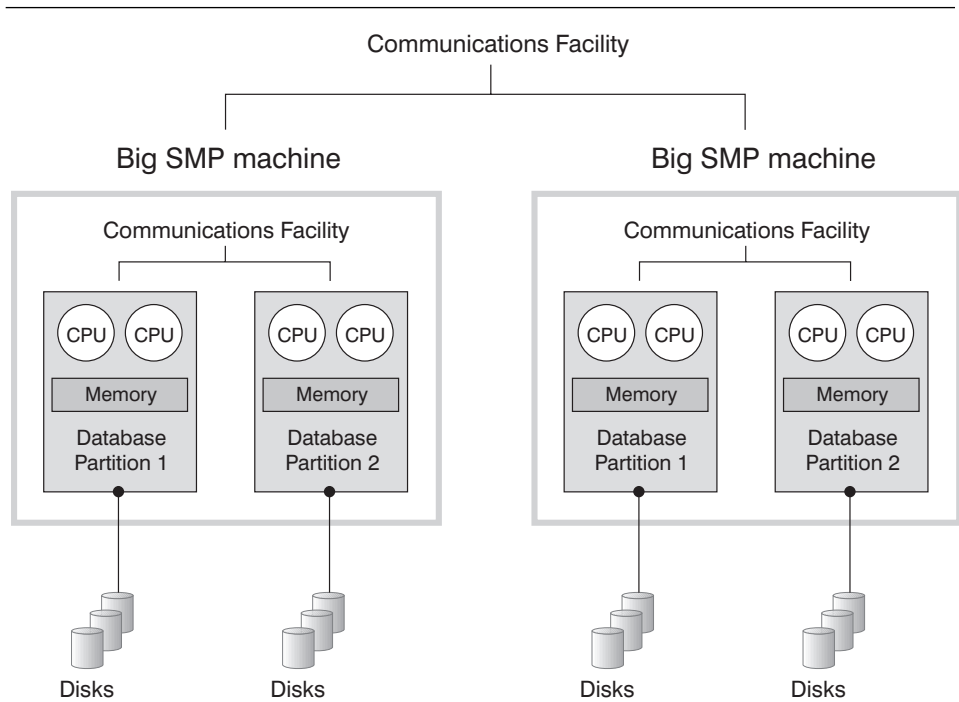 Communications Facility
Big SMP machine
Big SMP machine
Communications Facility
Communications Facility
CPU
CPU
CPU
CPU
CPU
CPU
CPU
CPU
Memory
Memory
Memory
Memory
Database
Partition 1
Database
Partition 2
Database
Partition 1
Database
Partition 2
Disks
Disks
Disks
Disks